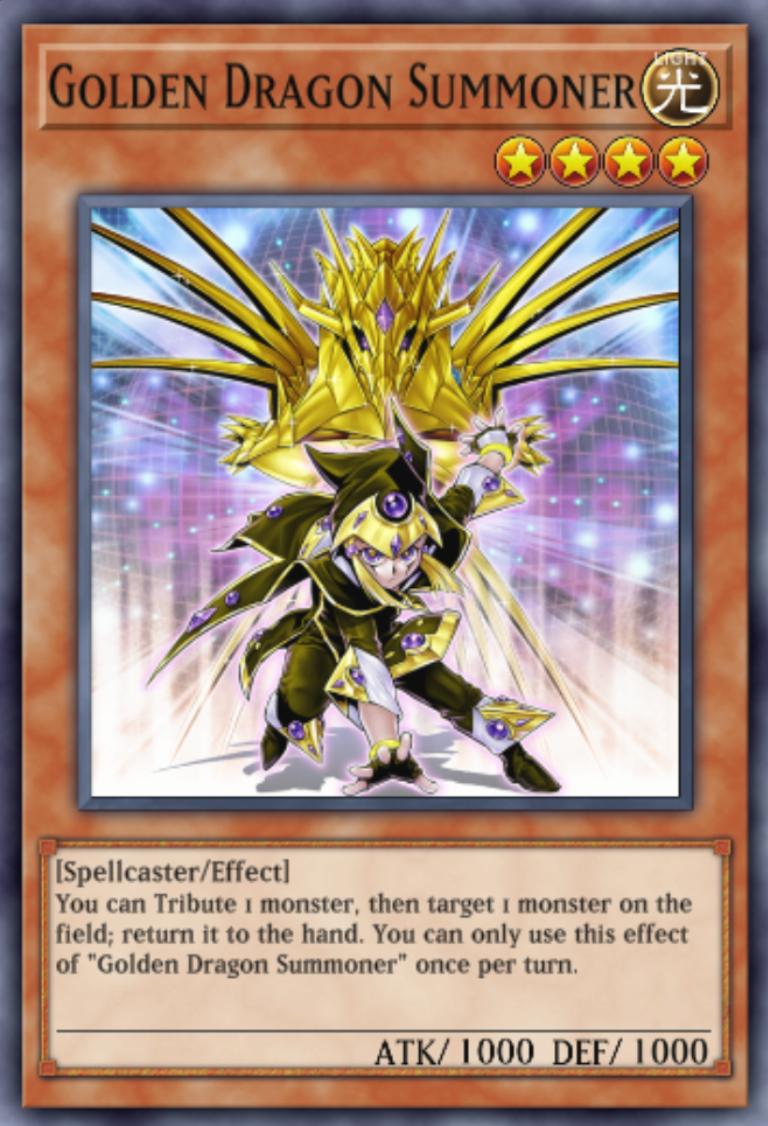 GOLDEN DRAGON SUMMONER
LIGHT
光
[Spellcaster/Effect]
You can Tribute 1 monster, then target 1 monster on the
field; return it to the hand. You can only use this effect
of "Golden Dragon Summoner" once per turn.
ATK/ 1000 DEF/ 1000